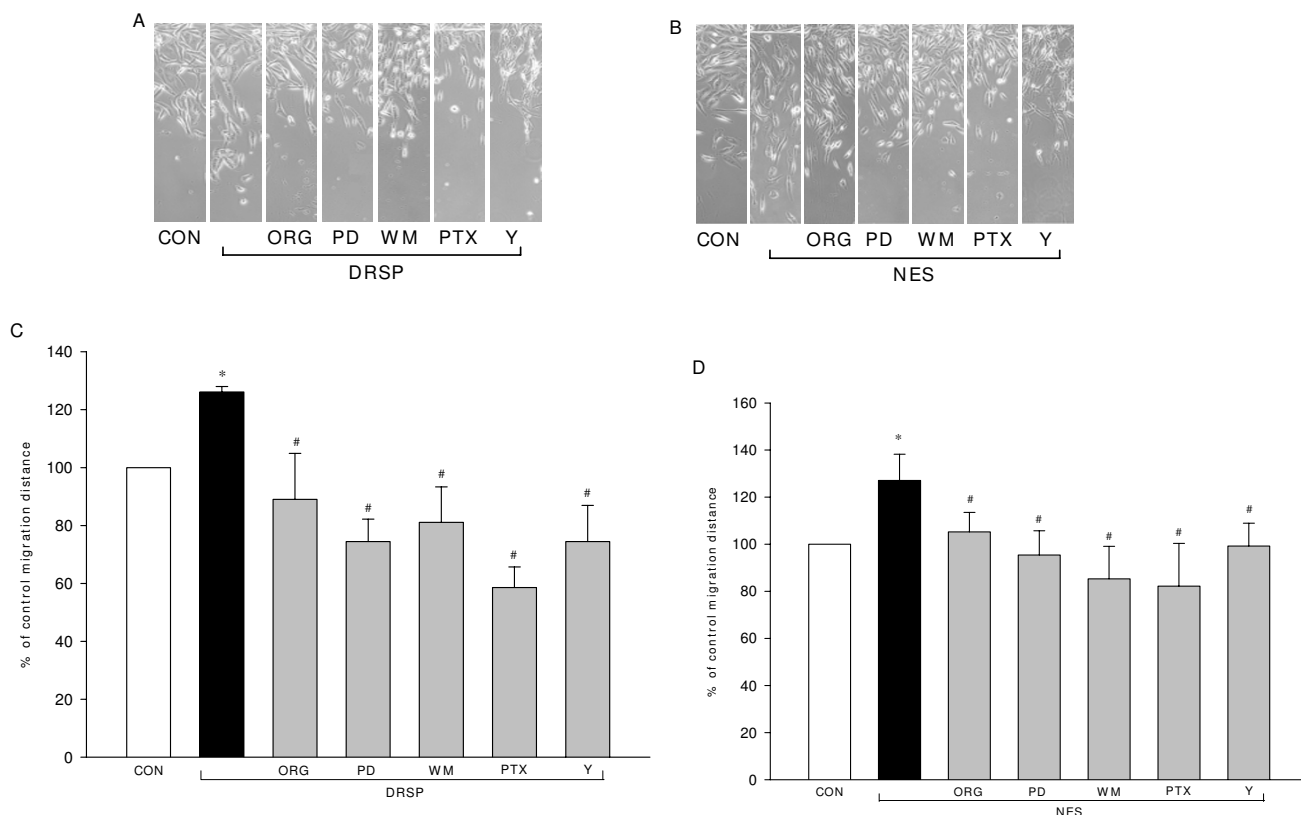 A
CON ORG PD WM PTX Y
DRSP
B
CON ORG PD WM PTX Y
NES
C
% of control migration distance
140
120
100
80
60
40
20
0
*
#
#
#
#
#
CON ORG PD WM PTX Y
DRSP
D
% of control migration distance
160
140
120
100
80
60
40
20
0
*
#
#
#
#
#
CON ORG PD WM PTX Y
NES